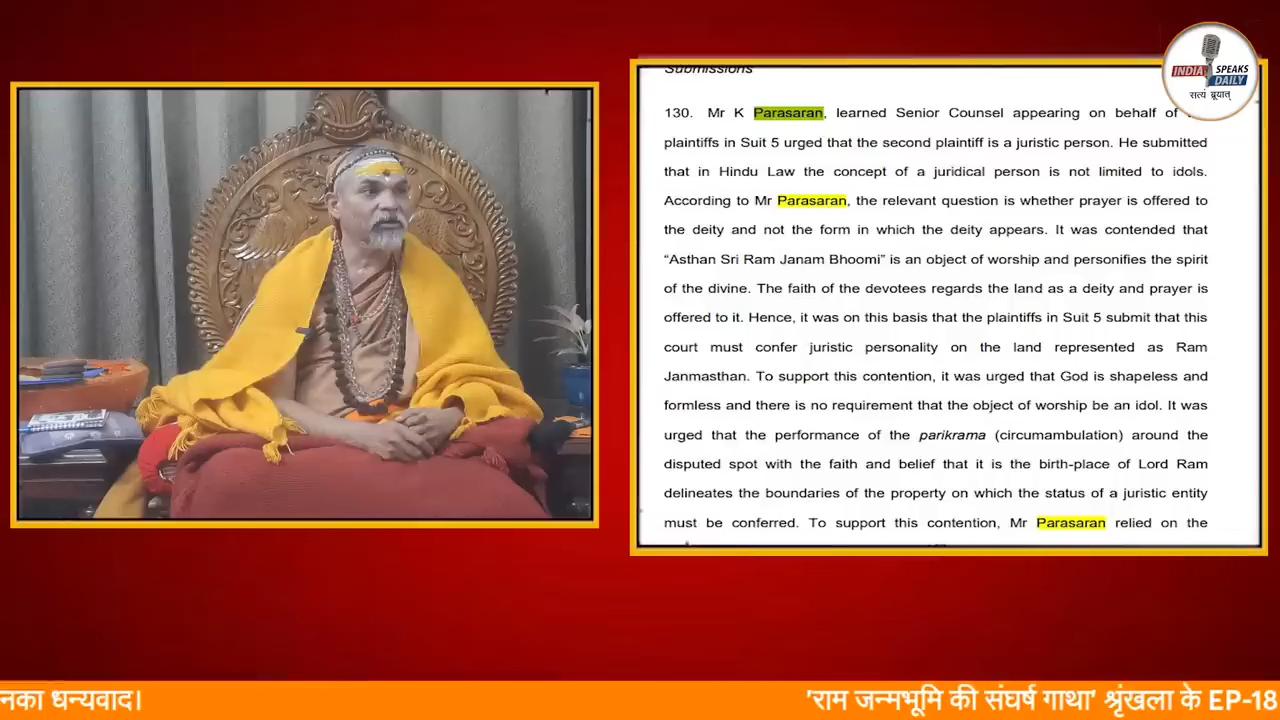 INDIA SPEAKS
DAILY
सत्यं ब्रूयात्
Submissions
130. Mr K Parasaran, learned Senior Counsel appearing on behalf of
plaintiffs in Suit 5 urged that the second plaintiff is a juristic person. He submitted
that in Hindu Law the concept of a juridical person is not limited to idols.
According to Mr Parasaran, the relevant question is whether prayer is offered to
the deity and not the form in which the deity appears. It was contended that
“Asthan Sri Ram Janam Bhoomi” is an object of worship and personifies the spirit
of the divine. The faith of the devotees regards the land as a deity and prayer is
offered to it. Hence, it was on this basis that the plaintiffs in Suit 5 submit that this
court must confer juristic personality on the land represented as Ram
Janmasthan. To support this contention, it was urged that God is shapeless and
formless and there is no requirement that the object of worship be an idol. It was
urged that the performance of the parikrama (circumambulation) around the
disputed spot with the faith and belief that it is the birth-place of Lord Ram
delineates the boundaries of the property on which the status of a juristic entity
must be conferred. To support this contention, Mr Parasaran relied on the
नका धन्यवाद। 'राम जन्मभूमि की संघर्ष गाथा' श्रृंखला के EP-18